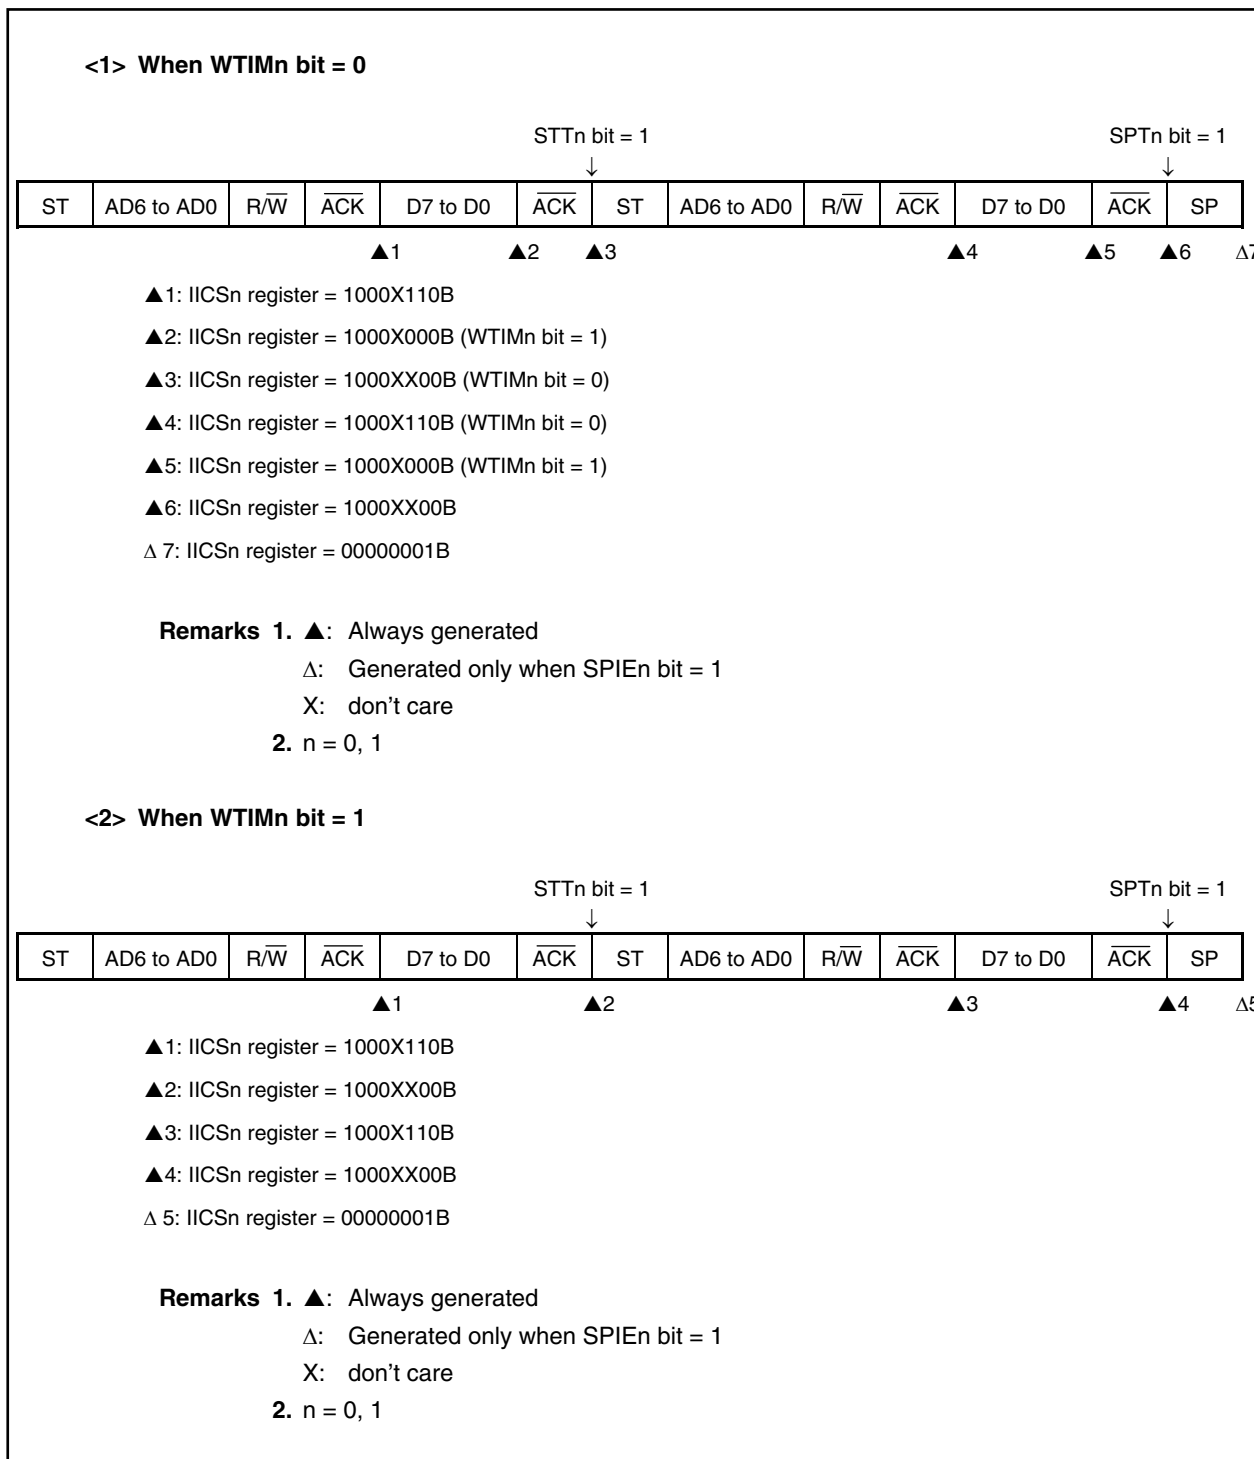 <1> When WTIMn bit = 0
STTn bit = 1 SPTn bit = 1
↓ ↓
ST AD6 to AD0 R/W̅ A̅C̅K̅ D7 to D0 A̅C̅K̅ ST AD6 to AD0 R/W̅ A̅C̅K̅ D7 to D0 A̅C̅K̅ SP
▲1 ▲2 ▲3 ▲4 ▲5 ▲6 Δ7
▲1: IICSn register = 1000X110B
▲2: IICSn register = 1000X000B (WTIMn bit = 1)
▲3: IICSn register = 1000XX00B (WTIMn bit = 0)
▲4: IICSn register = 1000X110B (WTIMn bit = 0)
▲5: IICSn register = 1000X000B (WTIMn bit = 1)
▲6: IICSn register = 1000XX00B
Δ 7: IICSn register = 00000001B
Remarks 1. ▲: Always generated
Δ: Generated only when SPIEn bit = 1
X: don't care
2. n = 0, 1
<2> When WTIMn bit = 1
STTn bit = 1 SPTn bit = 1
↓ ↓
ST AD6 to AD0 R/W̅ A̅C̅K̅ D7 to D0 A̅C̅K̅ ST AD6 to AD0 R/W̅ A̅C̅K̅ D7 to D0 A̅C̅K̅ SP
▲1 ▲2 ▲3 ▲4 Δ5
▲1: IICSn register = 1000X110B
▲2: IICSn register = 1000XX00B
▲3: IICSn register = 1000X110B
▲4: IICSn register = 1000XX00B
Δ 5: IICSn register = 00000001B
Remarks 1. ▲: Always generated
Δ: Generated only when SPIEn bit = 1
X: don't care
2. n = 0, 1